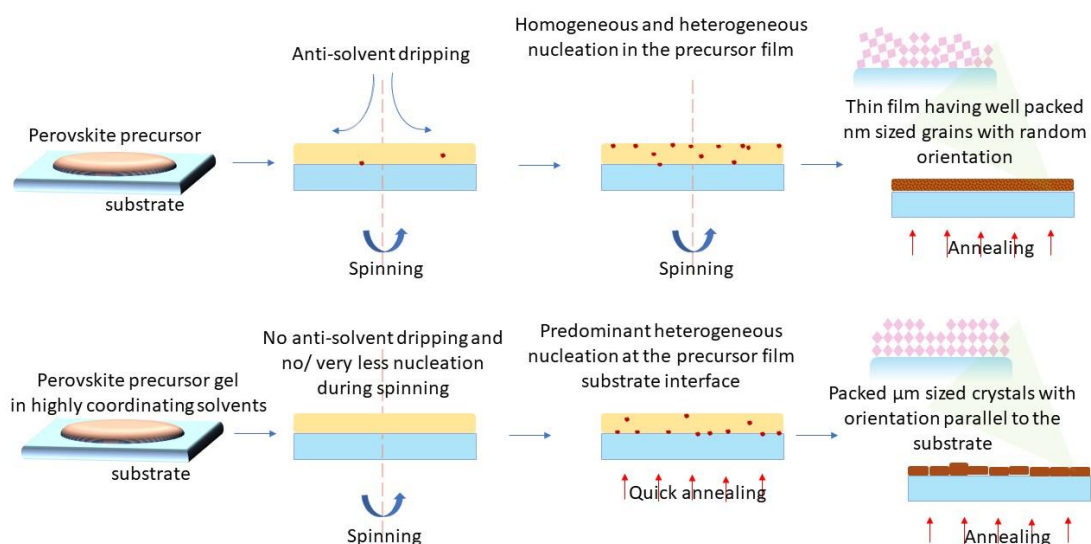 Perovskite precursor
substrate
Anti-solvent dripping
Spinning
Homogeneous and heterogeneous
nucleation in the precursor film
Spinning
Thin film having well packed
nm sized grains with random
orientation
Annealing
Perovskite precursor gel
in highly coordinating solvents
substrate
No anti-solvent dripping and
no/ very less nucleation
during spinning
Spinning
Predominant heterogeneous
nucleation at the precursor film
substrate interface
Quick annealing
Packed µm sized crystals with
orientation parallel to the
substrate
Annealing